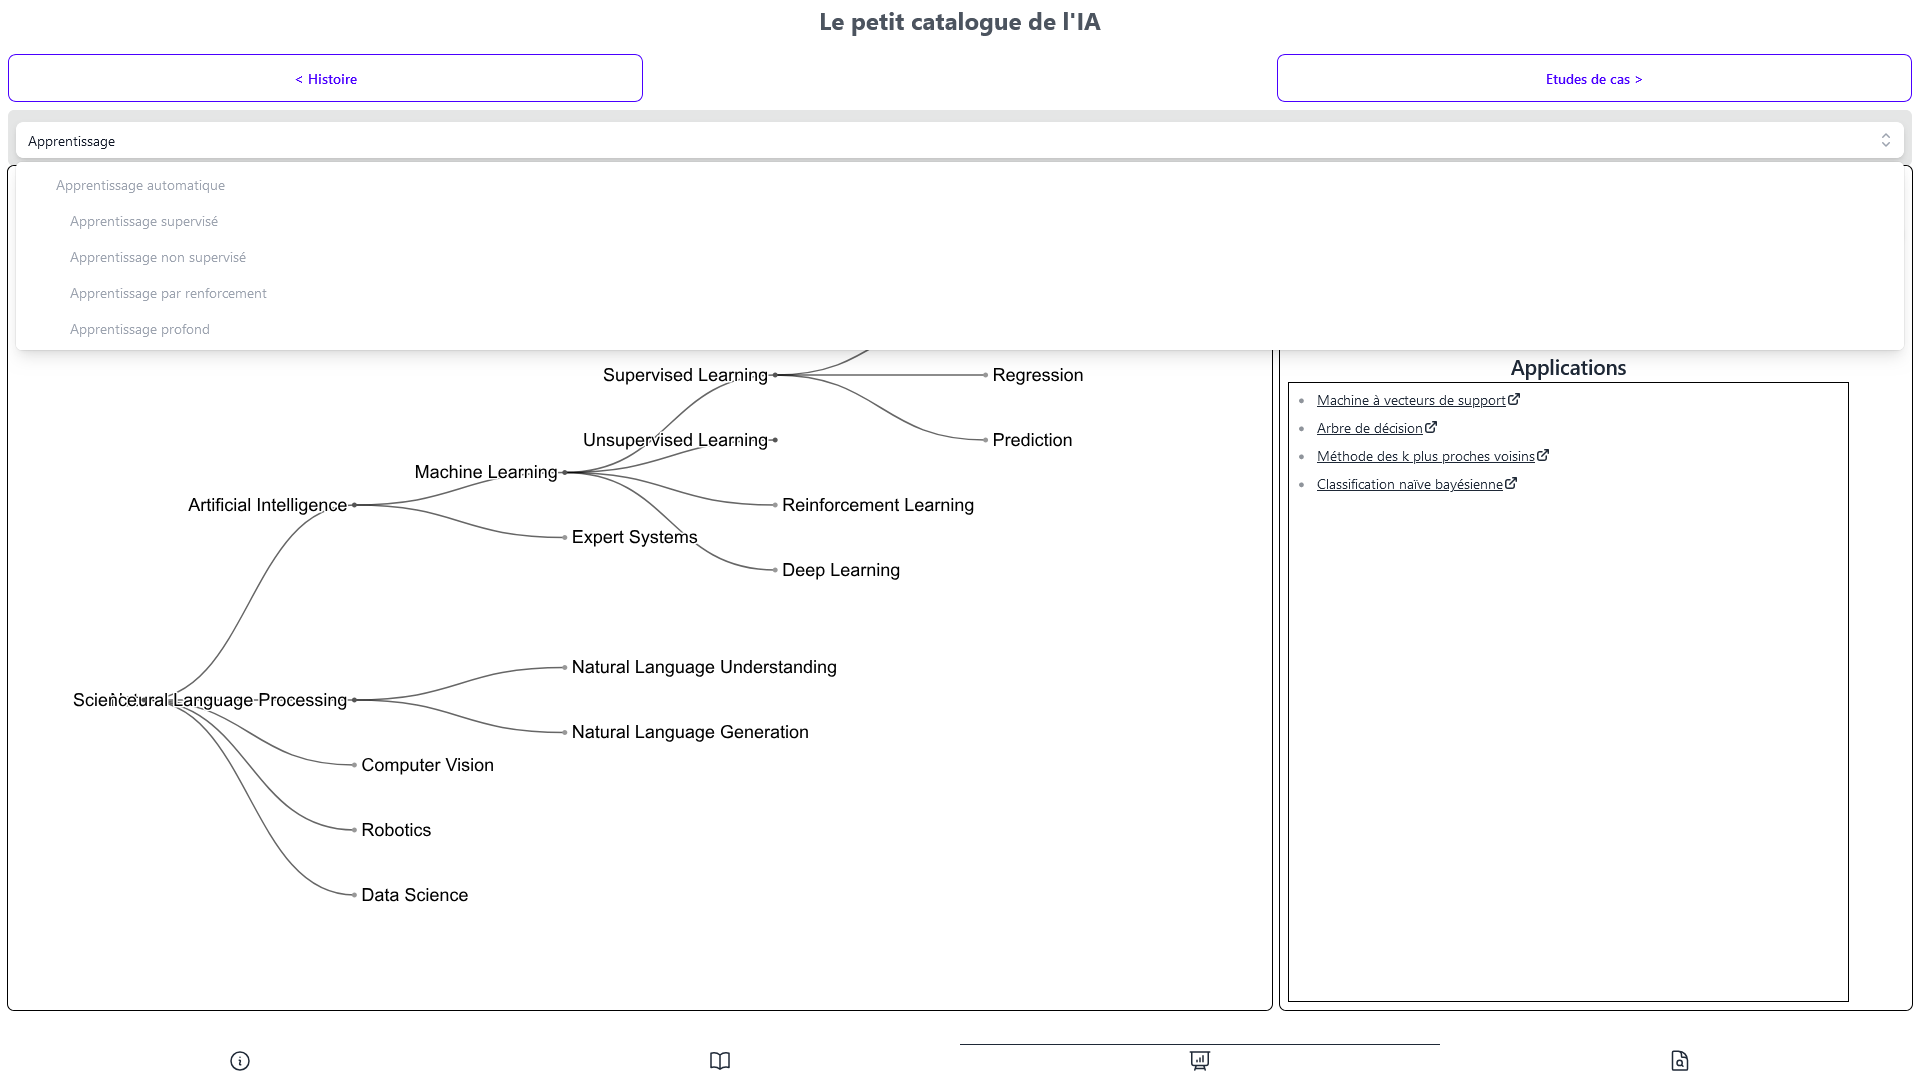 Le petit catalogue de l'IA
< Histoire
Etudes de cas >
Apprentissage
Apprentissage automatique
Apprentissage supervisé
Apprentissage non supervisé
Apprentissage par renforcement
Apprentissage profond
Supervised Learning
Regression
Unsupervised Learning
Prediction
Machine Learning
Artificial Intelligence
Reinforcement Learning
Expert Systems
Deep Learning
Natural Language Understanding
Language Processing
Natural Language Generation
Computer Vision
Robotics
Data Science
Applications
Machine à vecteurs de support
Arbre de décision
Méthode des k plus proches voisins
Classification naïve bayésienne